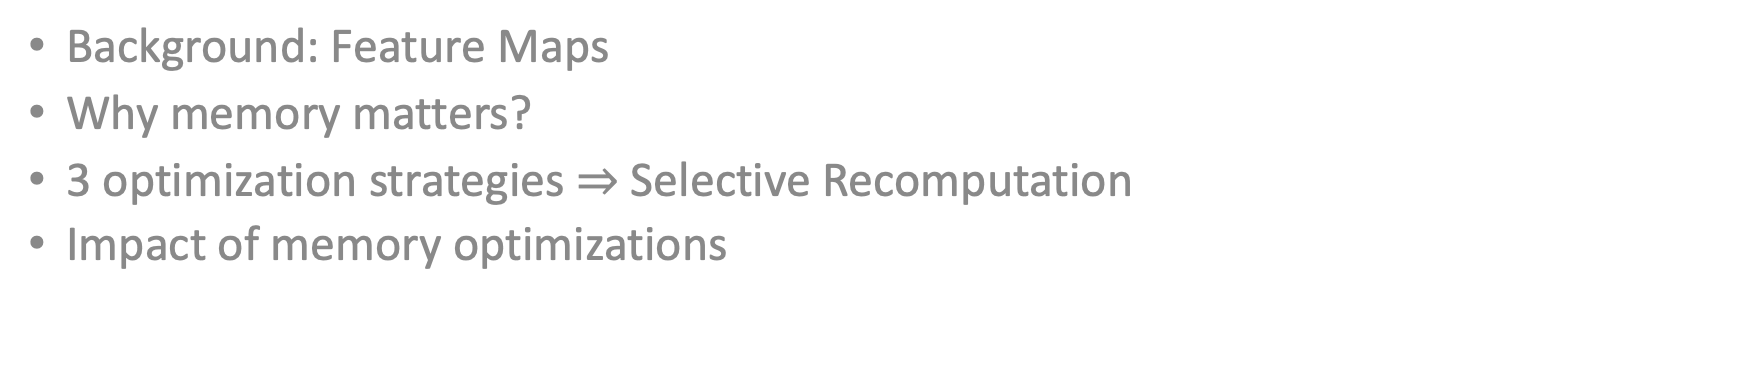 • Background: Feature Maps
• Why memory matters?
• 3 optimization strategies ⇒ Selective Recomputation
• Impact of memory optimizations